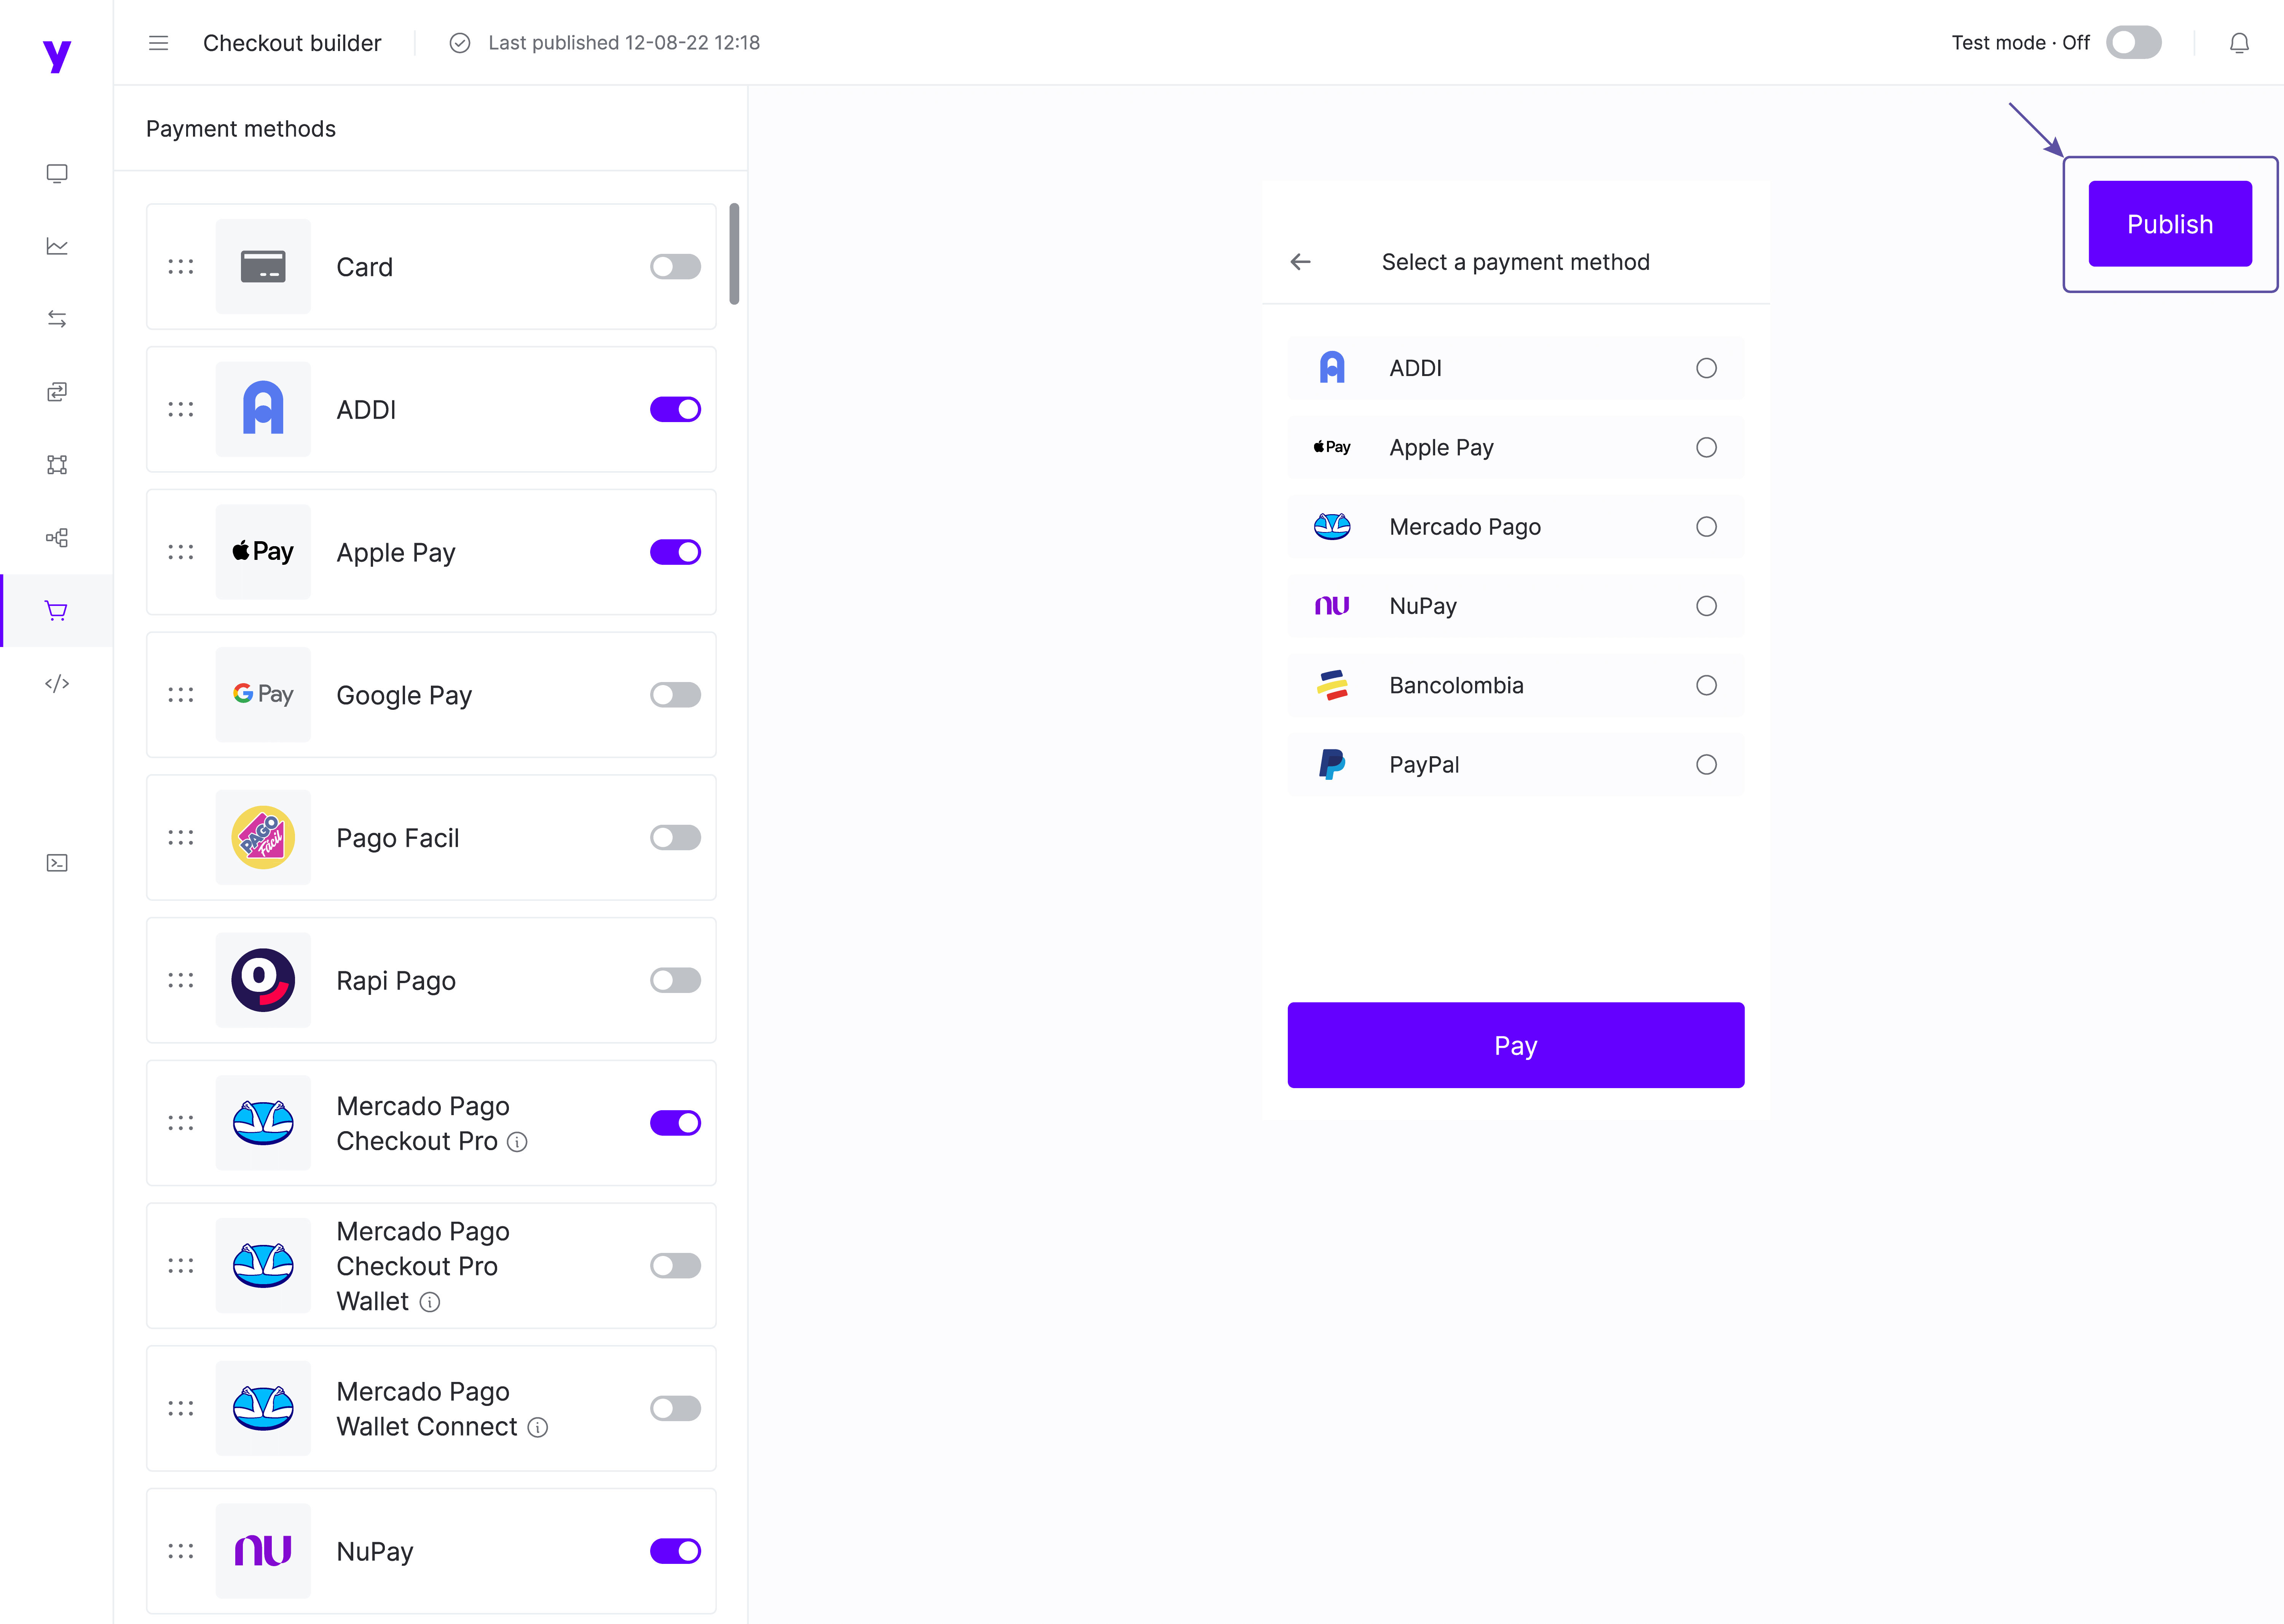 y
Checkout builder
Last published 12-08-22 12:18
Test mode · Off
Payment methods
Card
ADDI
Pay
Apple Pay
G Pay
Google Pay
PAGO
Fácil
Pago Facil
Rapi Pago
Mercado Pago
Checkout Pro
Mercado Pago
Checkout Pro
Wallet
Mercado Pago
Wallet Connect
nu
NuPay
Publish
Select a payment method
ADDI
Pay
Apple Pay
Mercado Pago
nu
NuPay
Bancolombia
PayPal
Pay